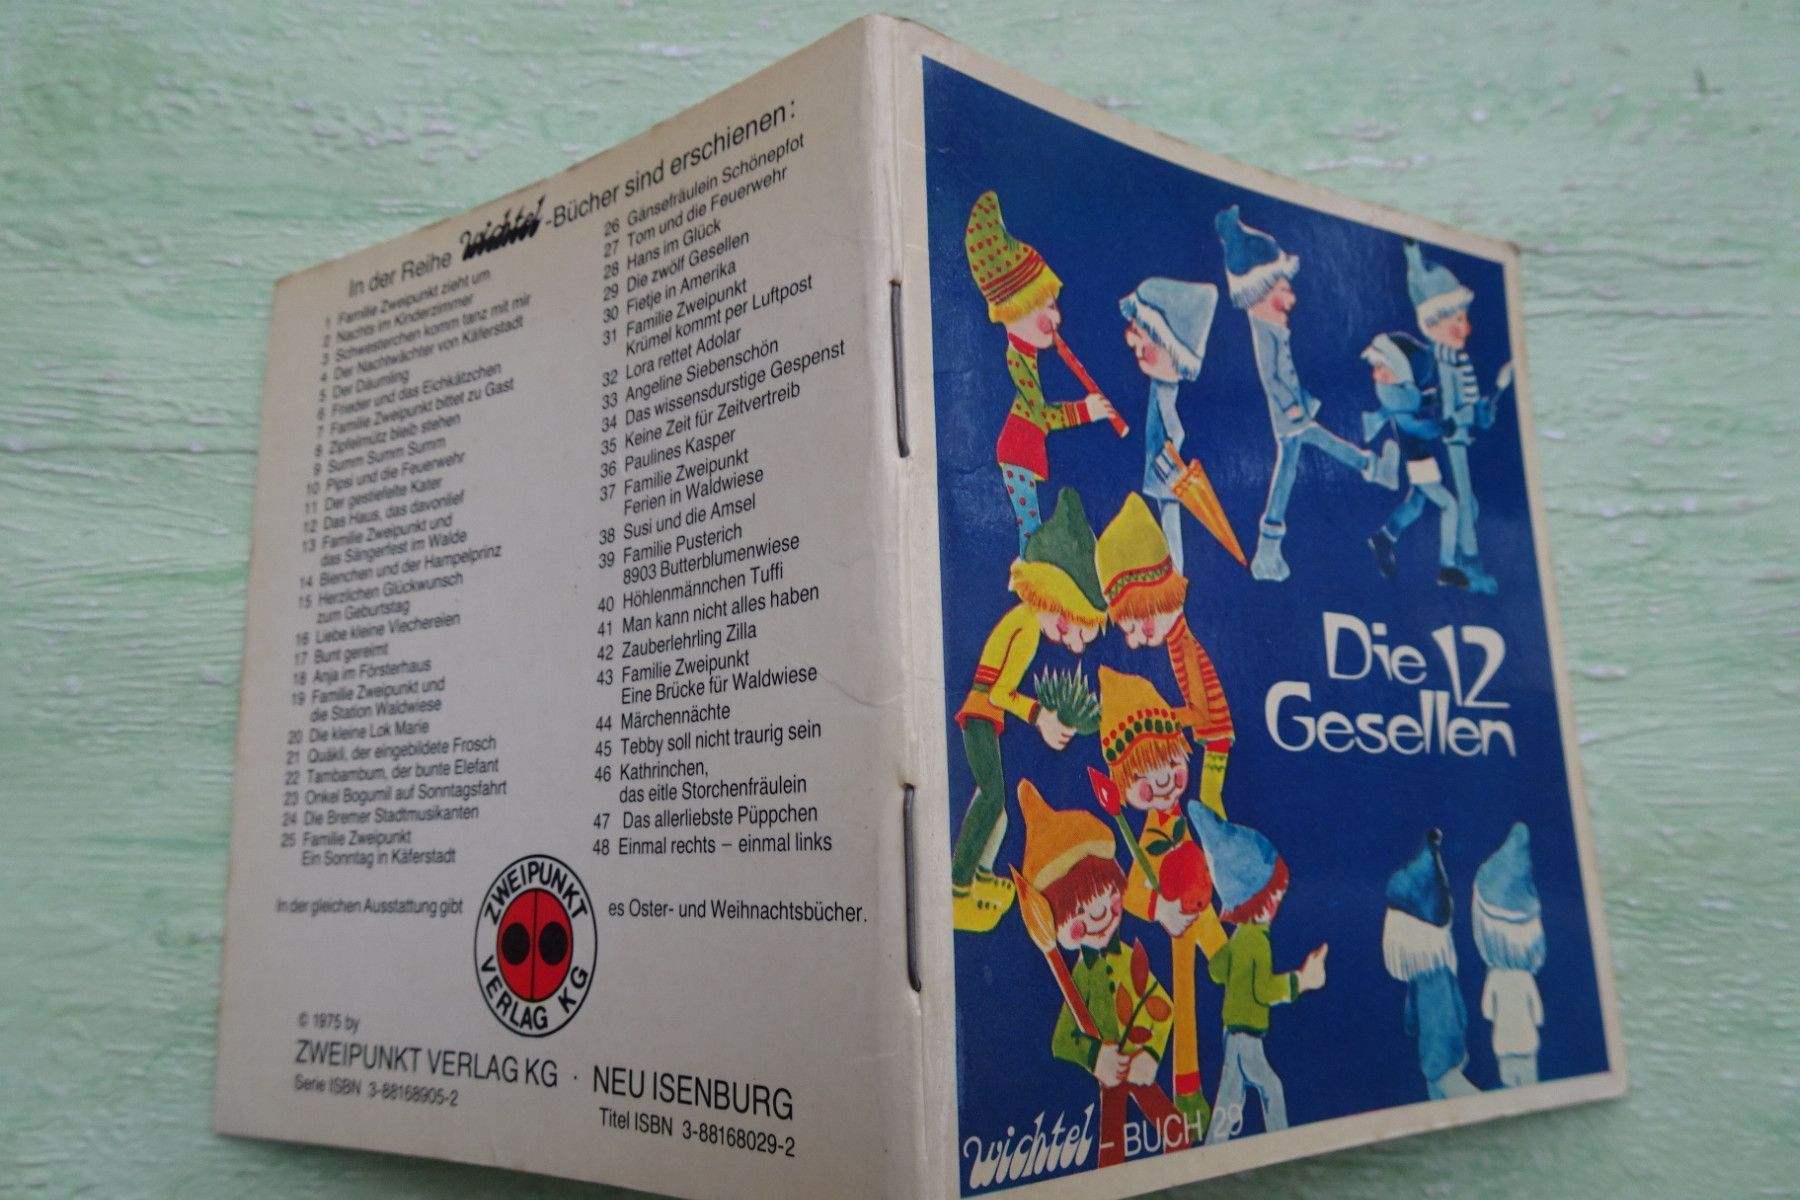 In der Reihe wichtel-Bücher sind erschienen:
1 Familie Zweipunkt zieht um
2 Nachts im Kinderzimmer
3 Schwesterchen komm tanz mit mir
4 Der Nachtwächter von Käferstadt
5 Der Däumling
6 Frieder und das Eichkätzchen
7 Familie Zweipunkt bittet zu Gast
8 Zipfelmütz bleib stehen
9 Summ Summ Summ
10 Pipsi und die Feuerwehr
11 Der gestiefelte Kater
12 Das Haus, das davonlief
13 Familie Zweipunkt und
das Sängerfest im Walde
14 Bienchen und der Hampelprinz
15 Herzlichen Glückwunsch
zum Geburtstag
16 Liebe kleine Viechereien
17 Bunt gereimt
18 Anja im Försterhaus
19 Familie Zweipunkt und
die Station Waldwiese
20 Die kleine Lok Marie
21 Quäkli, der eingebildete Frosch
22 Tambambum, der bunte Elefant
23 Onkel Bogumil auf Sonntagsfahrt
24 Die Bremer Stadtmusikanten
25 Familie Zweipunkt
Ein Sonntag in Käferstadt
26 Gänsefräulein Schönepfot
27 Tom und die Feuerwehr
28 Hans im Glück
29 Die zwölf Gesellen
30 Fietje in Amerika
31 Familie Zweipunkt
Krümel kommt per Luftpost
32 Lora rettet Adolar
33 Angeline Siebenschön
34 Das wissensdurstige Gespenst
35 Keine Zeit für Zeitvertreib
36 Paulines Kasper
37 Familie Zweipunkt
Ferien in Waldwiese
38 Susi und die Amsel
39 Familie Pusterich
8903 Butterblumenwiese
40 Höhlenmännchen Tuffi
41 Man kann nicht alles haben
42 Zauberlehrling Zilla
43 Familie Zweipunkt
Eine Brücke für Waldwiese
44 Märchennächte
45 Tebby soll nicht traurig sein
46 Kathrinchen,
das eitle Storchenfräulein
47 Das allerliebste Püppchen
48 Einmal rechts – einmal links
In der gleichen Ausstattung gibt es Oster- und Weihnachtsbücher.
ZWEIPUNKT VERLAG KG
© 1975 by
ZWEIPUNKT VERLAG KG · NEU ISENBURG
Serie ISBN 3-88168905-2
Titel ISBN 3-88168029-2
Die 12
Gesellen
wichtel – BUCH 29